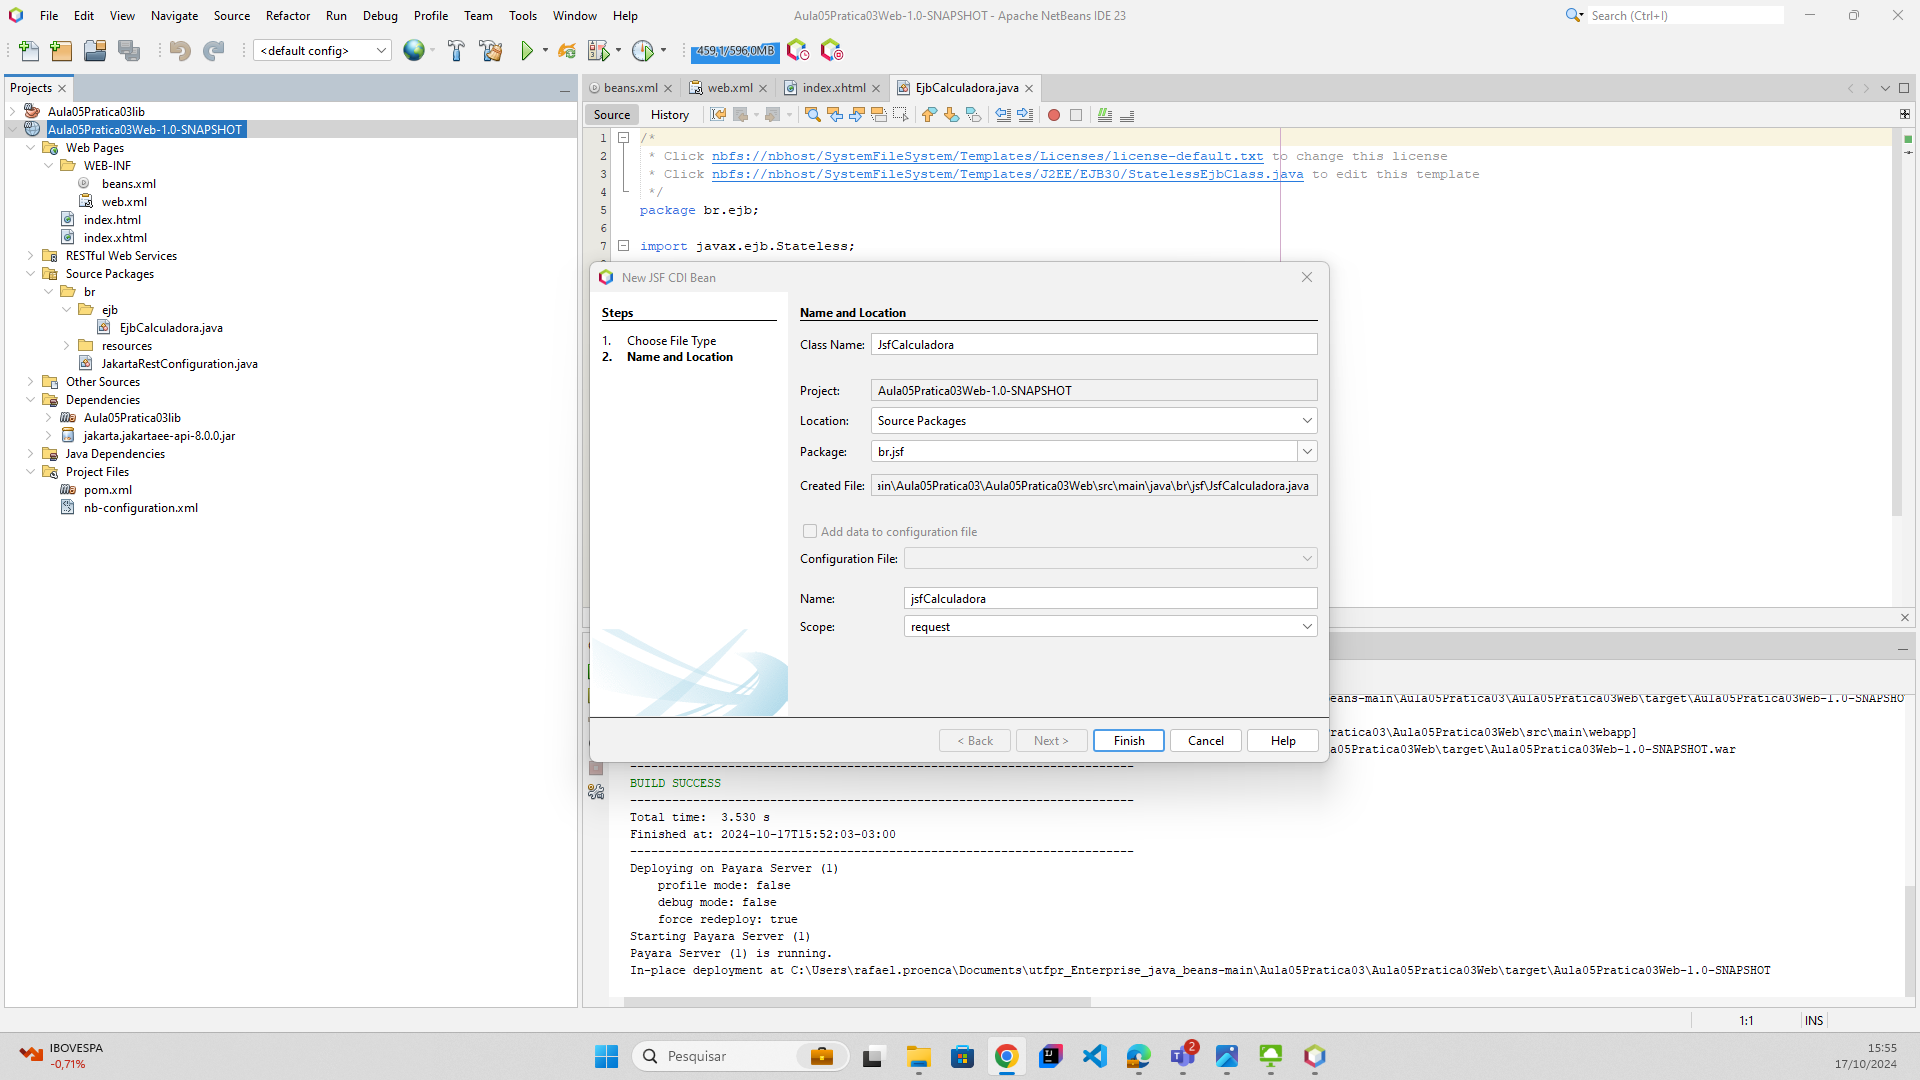 File Edit View Navigate Source Refactor Run Debug Profile Team Tools Window Help
Aula05Pratica03Web-1.0-SNAPSHOT - Apache NetBeans IDE 23
Search (Ctrl+I)
<default config>
459,1/596,0MB
Projects
beans.xml
web.xml
index.xhtml
EjbCalculadora.java
Source History
Aula05Pratica03lib
Aula05Pratica03Web-1.0-SNAPSHOT
Web Pages
WEB-INF
beans.xml
web.xml
index.html
index.xhtml
RESTful Web Services
Source Packages
br
ejb
EjbCalculadora.java
resources
JakartaRestConfiguration.java
Other Sources
Dependencies
Aula05Pratica03lib
jakarta.jakartaee-api-8.0.0.jar
Java Dependencies
Project Files
pom.xml
nb-configuration.xml
1 /*
2 * Click nbfs://nbhost/SystemFileSystem/Templates/Licenses/license-default.txt to change this license
3 * Click nbfs://nbhost/SystemFileSystem/Templates/J2EE/EJB30/StatelessEjbClass.java to edit this template
4 */
5 package br.ejb;
6
7 import javax.ejb.Stateless;
New JSF CDI Bean
Steps
1. Choose File Type
2. Name and Location
Name and Location
Class Name: JsfCalculadora
Project: Aula05Pratica03Web-1.0-SNAPSHOT
Location: Source Packages
Package: br.jsf
Created File: ain\Aula05Pratica03\Aula05Pratica03Web\src\main\java\br\jsf\JsfCalculadora.java
Add data to configuration file
Configuration File:
Name: jsfCalculadora
Scope: request
< Back Next > Finish Cancel Help
eans-main\Aula05Pratica03\Aula05Pratica03Web\target\Aula05Pratica03Web-1.0-SNAPSHO
ratica03\Aula05Pratica03Web\src\main\webapp]
a05Pratica03Web\target\Aula05Pratica03Web-1.0-SNAPSHOT.war
------------------------------------------------------------------------
BUILD SUCCESS
------------------------------------------------------------------------
Total time: 3.530 s
Finished at: 2024-10-17T15:52:03-03:00
------------------------------------------------------------------------
Deploying on Payara Server (1)
profile mode: false
debug mode: false
force redeploy: true
Starting Payara Server (1)
Payara Server (1) is running.
In-place deployment at C:\Users\rafael.proenca\Documents\utfpr_Enterprise_java_beans-main\Aula05Pratica03\Aula05Pratica03Web\target\Aula05Pratica03Web-1.0-SNAPSHOT
1:1 INS
IBOVESPA
-0,71%
Pesquisar
2
15:55
17/10/2024